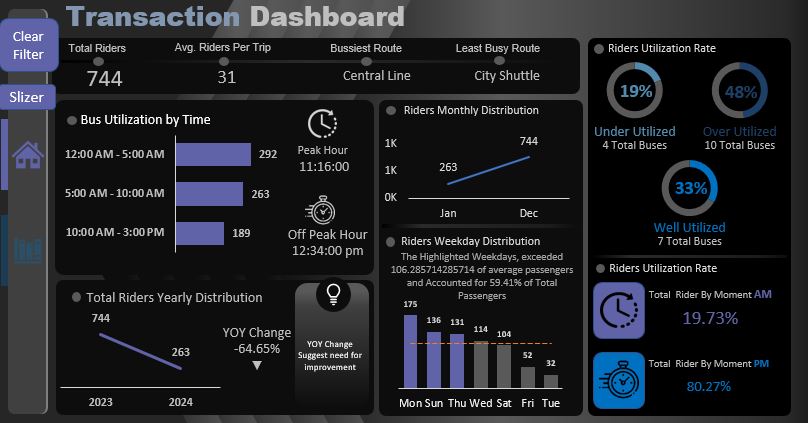 Transaction Dashboard
Clear
Filter
Slizer
Total Riders
744
Avg. Riders Per Trip
31
Bussiest Route
Central Line
Least Busy Route
City Shuttle
Bus Utilization by Time
12:00 AM - 5:00 AM
292
5:00 AM - 10:00 AM
263
10:00 AM - 3:00 PM
189
Peak Hour
11:16:00
Off Peak Hour
12:34:00 pm
Riders Monthly Distribution
1K
1K
0K
263
744
Jan
Dec
Riders Utilization Rate
19%
Under Utilized
4 Total Buses
48%
Over Utilized
10 Total Buses
33%
Well Utilized
7 Total Buses
Total Riders Yearly Distribution
744
263
2023
2024
YOY Change
-64.65%
▼
YOY Change
Suggest need for
improvement
Riders Weekday Distribution
The Highlighted Weekdays, exceeded
106.285714285714 of average passengers
and Accounted for 59.41% of Total
Passengers
175
136
131
114
104
52
32
Mon Sun Thu Wed Sat Fri Tue
Riders Utilization Rate
Total Rider By Moment AM
19.73%
Total Rider By Moment PM
80.27%